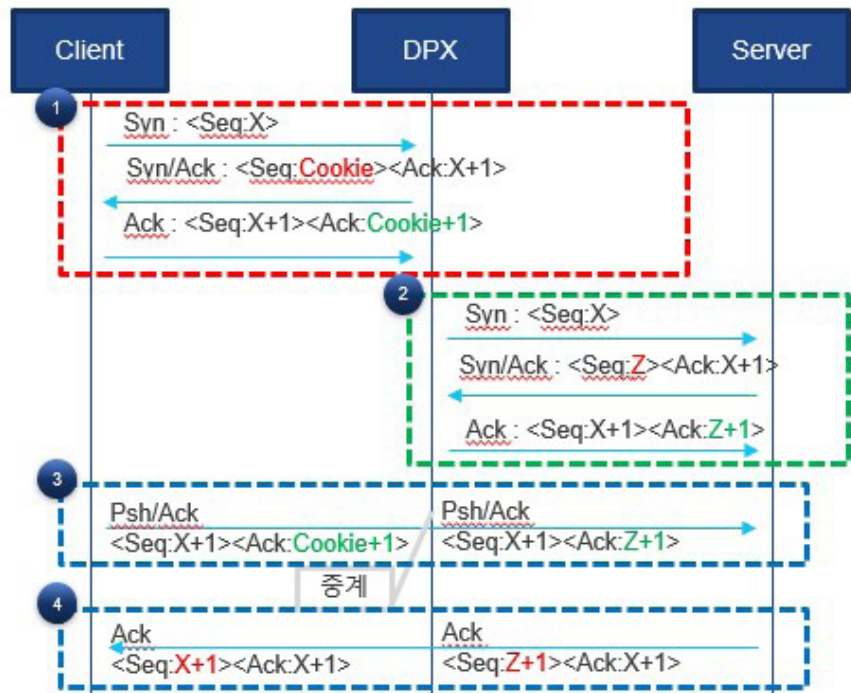 Client
DPX
Server
1
Syn : <Seq:X>
Syn/Ack : <Seq:Cookie><Ack:X+1>
Ack : <Seq:X+1><Ack:Cookie+1>
2
Syn : <Seq:X>
Syn/Ack : <Seq:Z><Ack:X+1>
Ack : <Seq:X+1><Ack:Z+1>
3
Psh/Ack
<Seq:X+1><Ack:Cookie+1>
Psh/Ack
<Seq:X+1><Ack:Z+1>
중계
4
Ack
<Seq:X+1><Ack:X+1>
Ack
<Seq:Z+1><Ack:X+1>